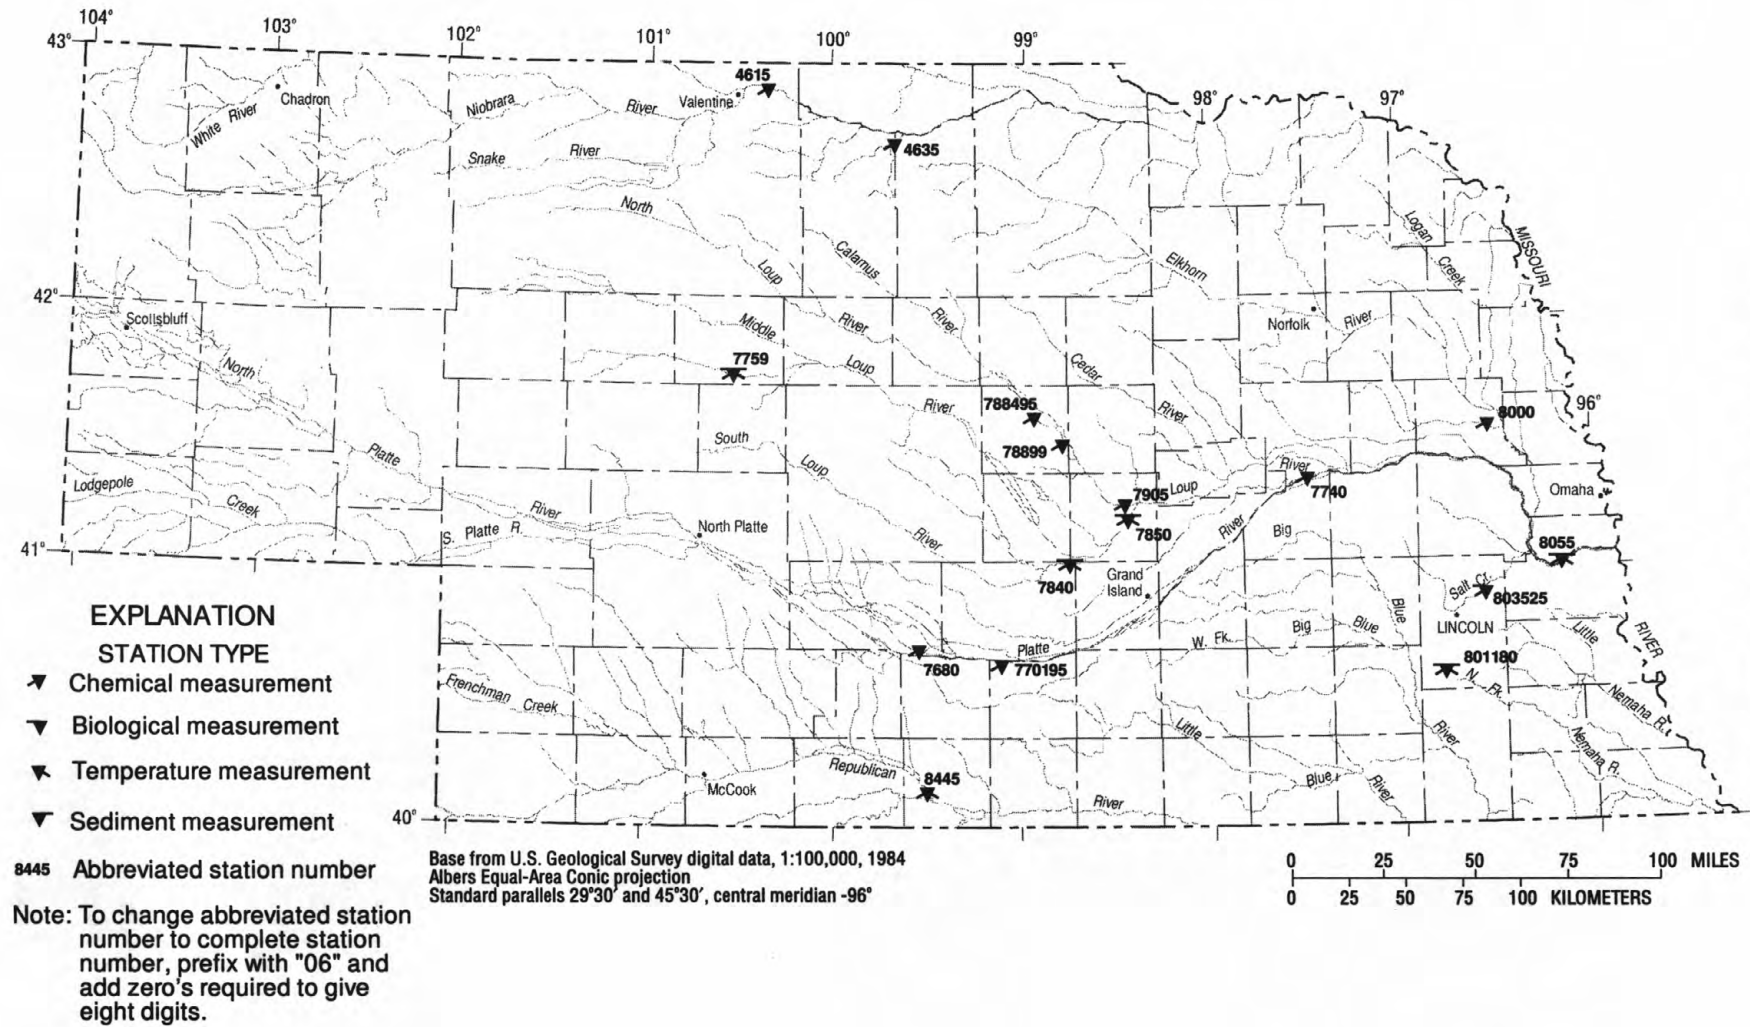 104°
103°
102°
101°
100°
99°
43°
98°
97°
4615
Valentine
Chadron
White River
Niobrara
River
Snake
River
4635
North
Loup
Calamus
River
Elkhorn
Logan
Creek
MISSOURI
42°
Scottsbluff
North
Middle
River
Loup
River
7759
Cedar
River
Norfolk
River
788495
78899
8000
96°
South
Loup
River
Platte
Lodgepole
Creek
River
S. Platte R.
North Platte
7905
Loup
River
7740
7850
River
Big
Omaha
41°
8055
7840
Grand
Island
Salt Cr.
803525
Blue
LINCOLN
Little
RIVER
W. Fk.
Big
Blue
Platte
7680
770195
801180
N. Fk.
Nemaha R.
Nemaha R.
Frenchman
Creek
Little
Blue
River
River
Republican
8445
McCook
River
40°
EXPLANATION
STATION TYPE
Chemical measurement
Biological measurement
Temperature measurement
Sediment measurement
8445 Abbreviated station number
Note: To change abbreviated station
number to complete station
number, prefix with "06" and
add zero's required to give
eight digits.
Base from U.S. Geological Survey digital data, 1:100,000, 1984
Albers Equal-Area Conic projection
Standard parallels 29°30′ and 45°30′, central meridian -96°
0 25 50 75 100 MILES
0 25 50 75 100 KILOMETERS